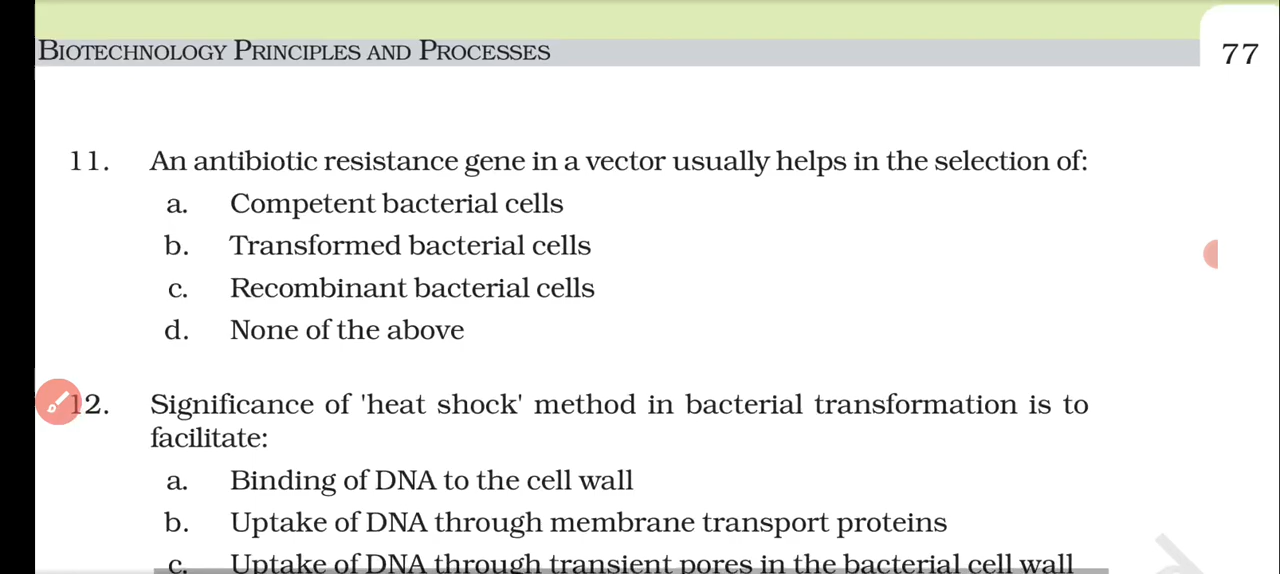 BIOTECHNOLOGY PRINCIPLES AND PROCESSES
77
11. An antibiotic resistance gene in a vector usually helps in the selection of:
a. Competent bacterial cells
b. Transformed bacterial cells
c. Recombinant bacterial cells
d. None of the above
12. Significance of 'heat shock' method in bacterial transformation is to
facilitate:
a. Binding of DNA to the cell wall
b. Uptake of DNA through membrane transport proteins
c. Uptake of DNA through transient pores in the bacterial cell wall